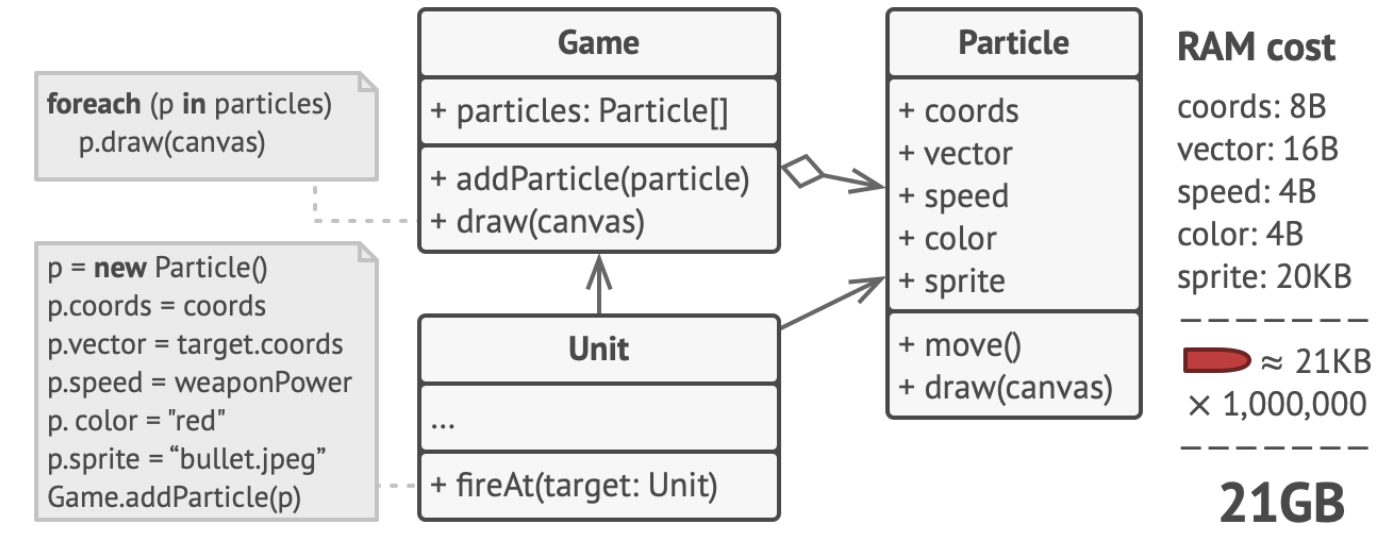 foreach (p in particles)
p.draw(canvas)
p = new Particle()
p.coords = coords
p.vector = target.coords
p.speed = weaponPower
p. color = "red"
p.sprite = “bullet.jpeg”
Game.addParticle(p)
Game
+ particles: Particle[]
+ addParticle(particle)
+ draw(canvas)
Unit
...
+ fireAt(target: Unit)
Particle
+ coords
+ vector
+ speed
+ color
+ sprite
+ move()
+ draw(canvas)
RAM cost
coords: 8B
vector: 16B
speed: 4B
color: 4B
sprite: 20KB
≈ 21KB
× 1,000,000
21GB